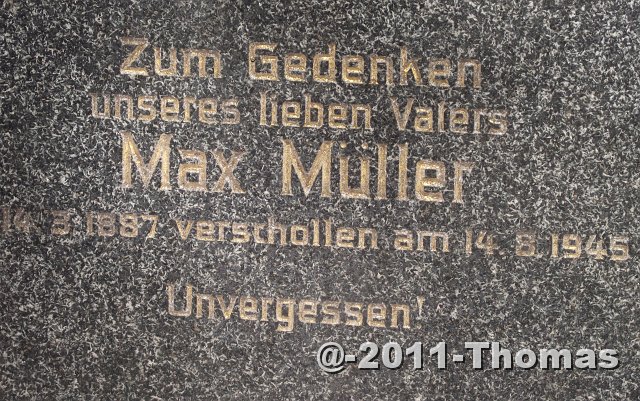 Zum Gedenken
unseres lieben Vaters
Max Müller
14. 3. 1887 verschollen am 14. 8. 1945
Unvergessen!
@-2011-Thomas